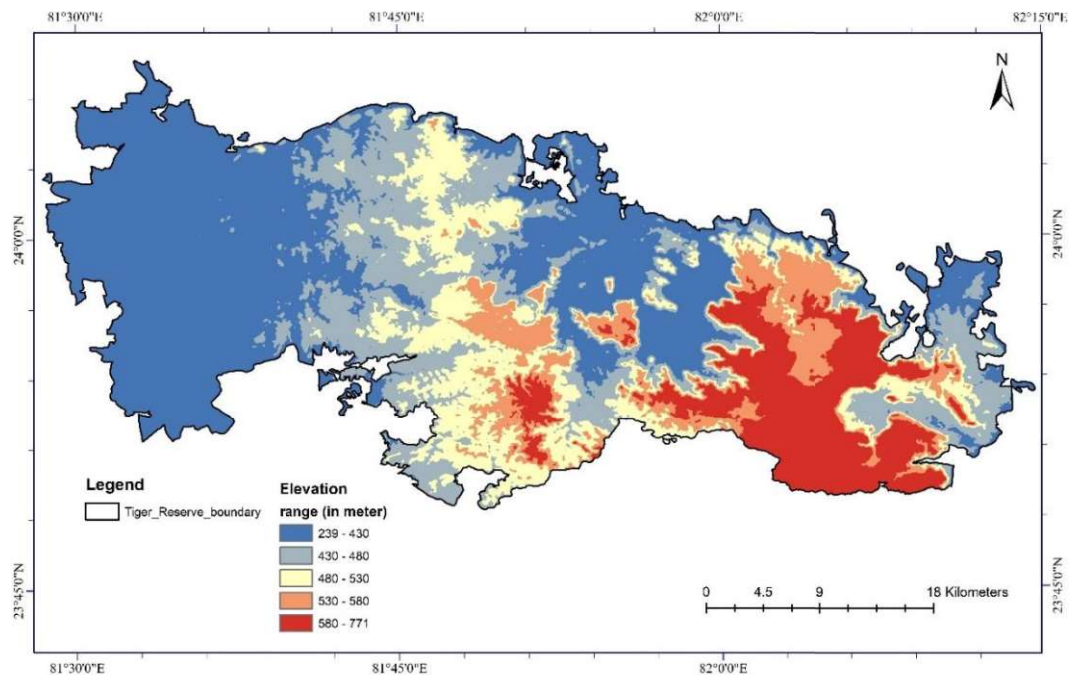 81°30'0"E 81°45'0"E 82°0'0"E 82°15'0"E
N
24°0'0"N 24°0'0"N
Legend
Tiger_Reserve_boundary
Elevation
range (in meter)
239 - 430
430 - 480
480 - 530
530 - 580
580 - 771
0 4.5 9 18 Kilometers
23°45'0"N 23°45'0"N
81°30'0"E 81°45'0"E 82°0'0"E